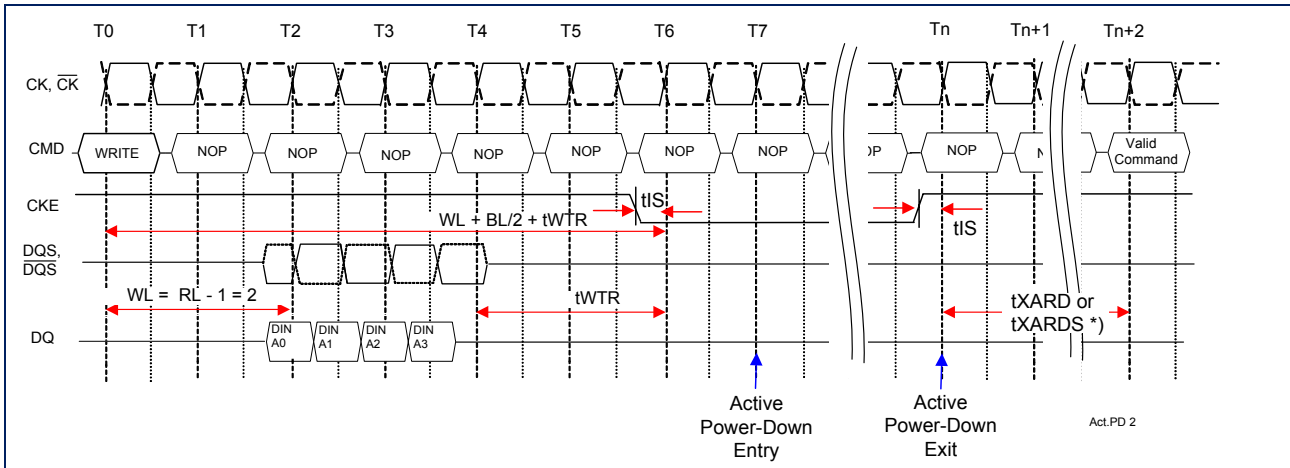 T0 T1 T2 T3 T4 T5 T6 T7 Tn Tn+1 Tn+2
CK, CK
CMD WRITE NOP NOP NOP NOP NOP NOP NOP OP NOP N Valid
Command
CKE tIS tIS
WL + BL/2 + tWTR
DQS,
DQS
WL = RL - 1 = 2 tWTR tXARD or
tXARDS *)
DQ DIN DIN DIN DIN
A0 A1 A2 A3
Active Active Act.PD 2
Power-Down Power-Down
Entry Exit